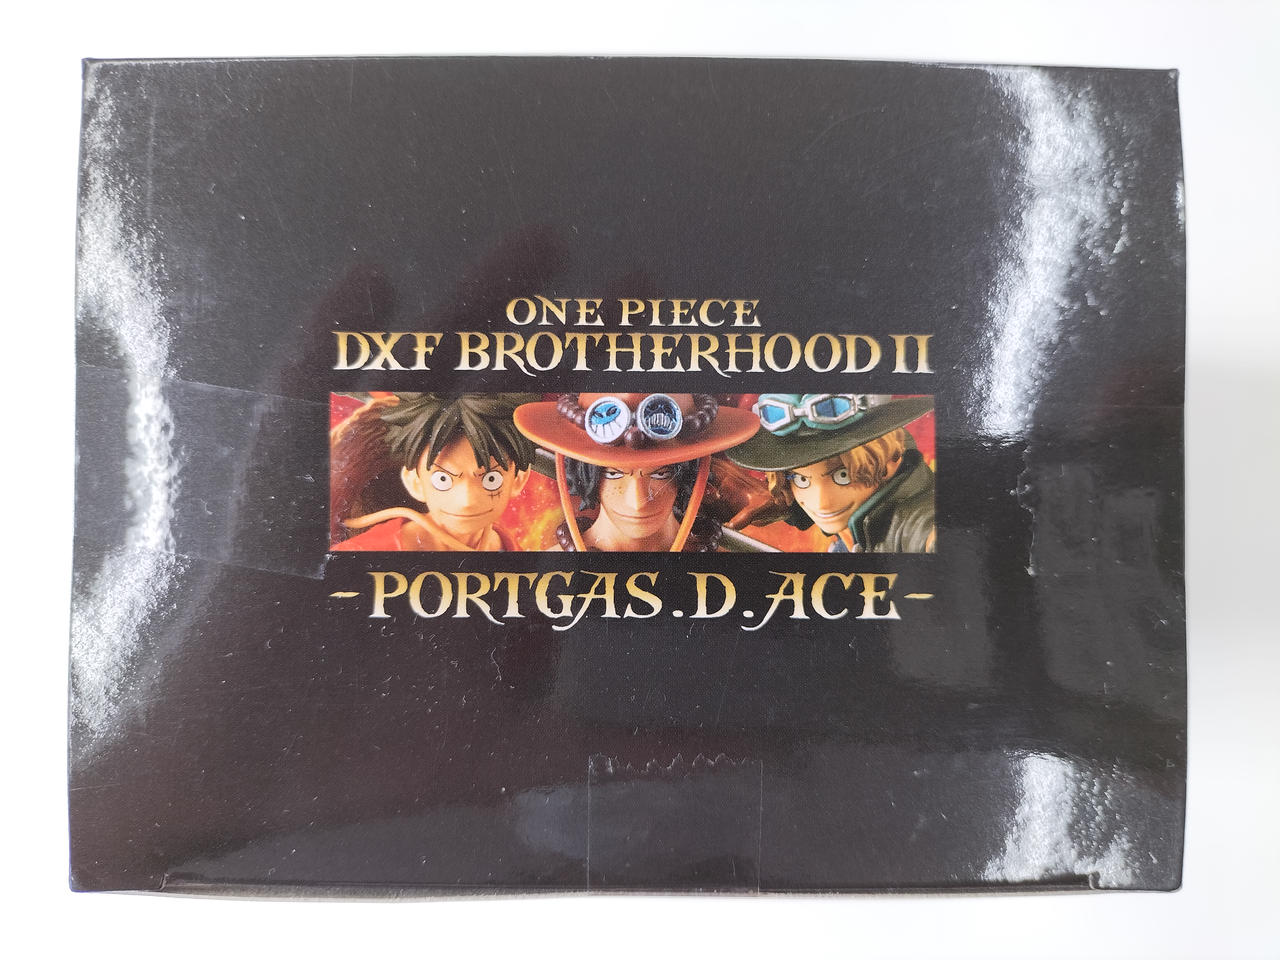 ONE PIECE
DXF BROTHERHOOD II
-PORTGAS.D.ACE-